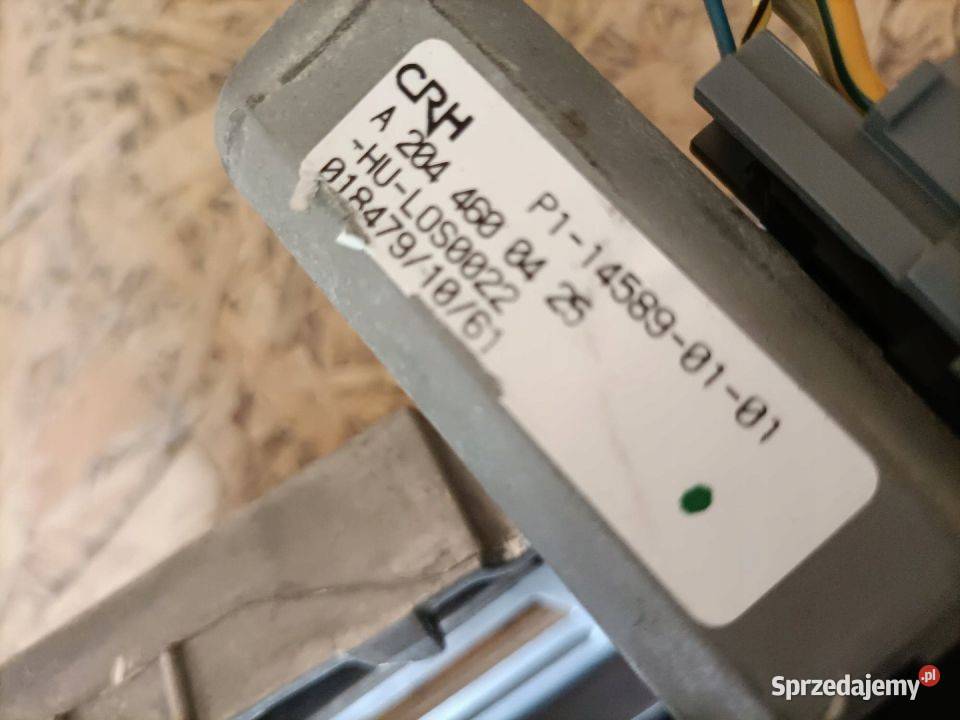 CRH
P1-14589-01-01
A 204 460 04 25
-HU-LOS0022
018479/10/61
Sprzedajemy.pl